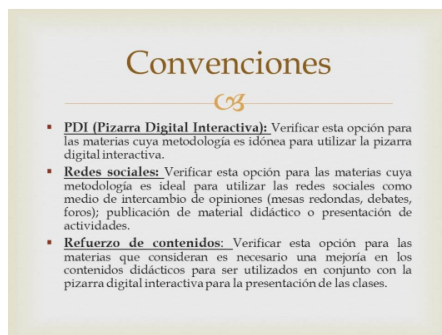 Convenciones
PDI (Pizarra Digital Interactiva): Verificar esta opción para
las materias cuya metodología es idónea para utilizar la pizarra
digital interactiva.
Redes sociales: Verificar esta opción para las materias cuya
metodología es ideal para utilizar las redes sociales como
medio de intercambio de opiniones (mesas redondas, debates,
foros); publicación de material didáctico o presentación de
actividades.
Refuerzo de contenidos: Verificar esta opción para las
materias que consideran es necesario una mejoría en los
contenidos didácticos para ser utilizados en conjunto con la
pizarra digital interactiva para la presentación de las clases.